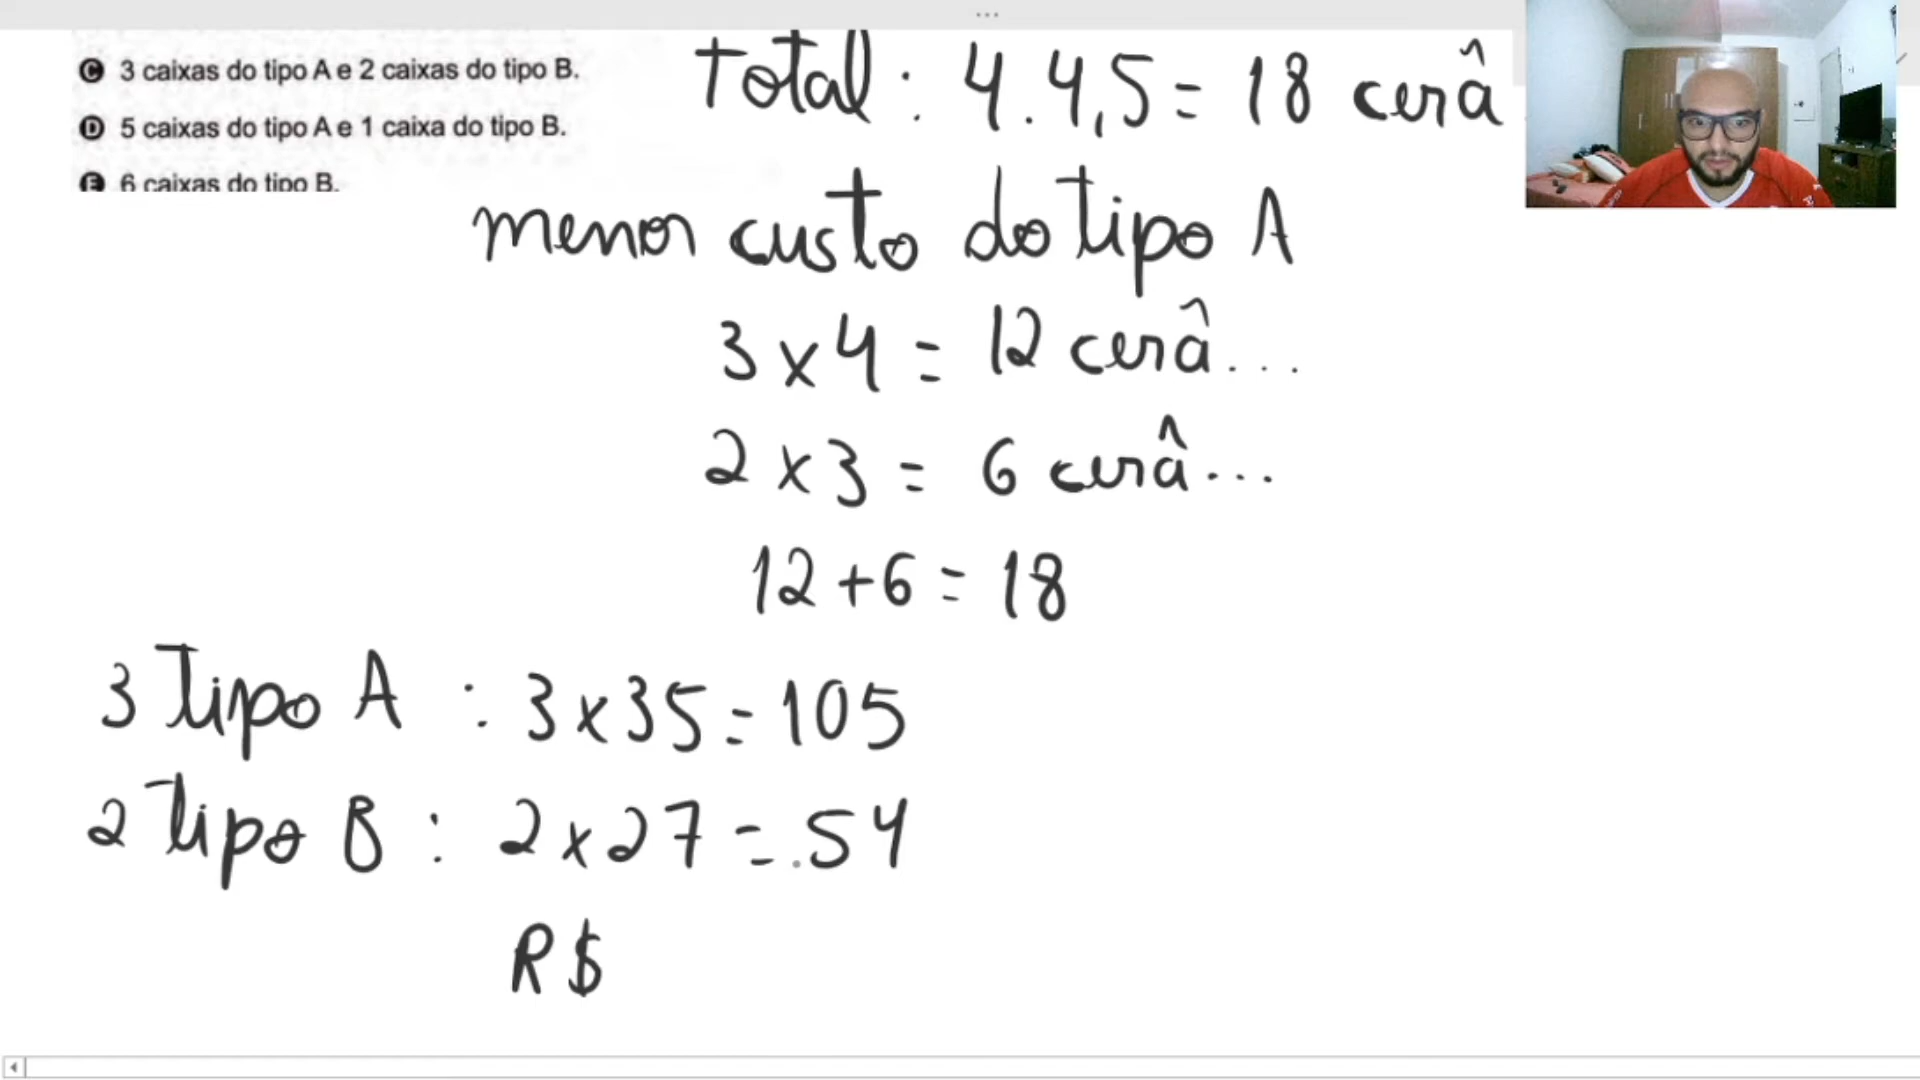 ...
C 3 caixas do tipo A e 2 caixas do tipo B.
D 5 caixas do tipo A e 1 caixa do tipo B.
E 6 caixas do tipo B.
Total: 4.4,5 = 18 cerâ
menor custo do tipo A
3 x 4 = 12 cerâ...
2 x 3 = 6 cerâ...
12 + 6 = 18
3 Tipo A : 3 x 35 = 105
2 Tipo B : 2 x 27 = 54
R$